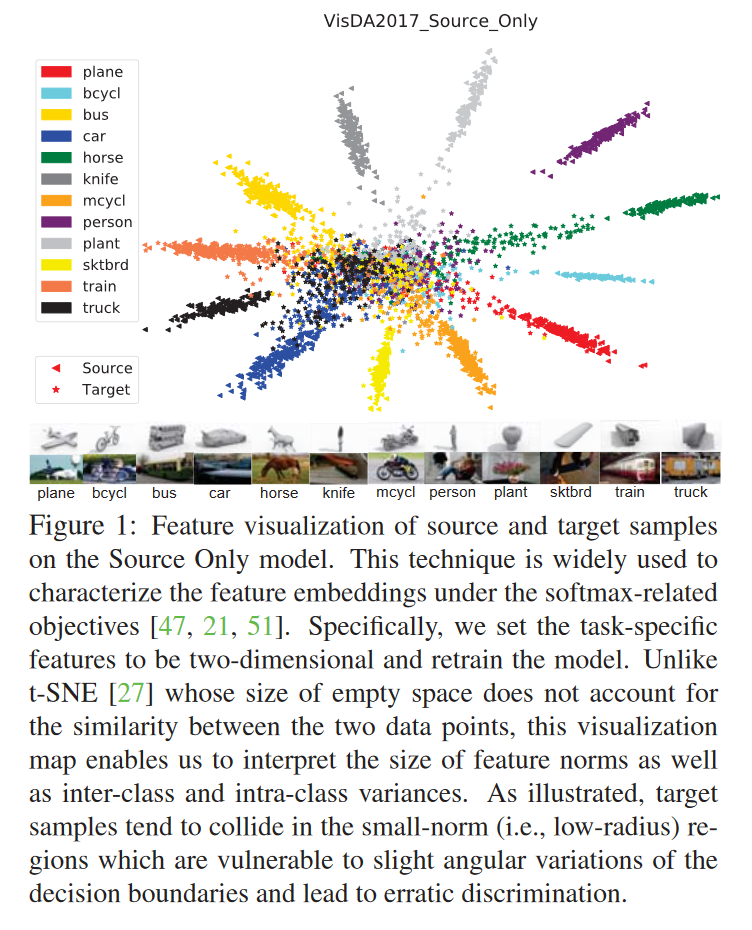 VisDA2017_Source_Only
plane
bcycl
bus
car
horse
knife
mcycl
person
plant
sktbrd
train
truck
Source
Target
plane bcycl bus car horse knife mcycl person plant sktbrd train truck
Figure 1: Feature visualization of source and target samples
on the Source Only model. This technique is widely used to
characterize the feature embeddings under the softmax-related
objectives [47, 21, 51]. Specifically, we set the task-specific
features to be two-dimensional and retrain the model. Unlike
t-SNE [27] whose size of empty space does not account for
the similarity between the two data points, this visualization
map enables us to interpret the size of feature norms as well
as inter-class and intra-class variances. As illustrated, target
samples tend to collide in the small-norm (i.e., low-radius) re-
gions which are vulnerable to slight angular variations of the
decision boundaries and lead to erratic discrimination.